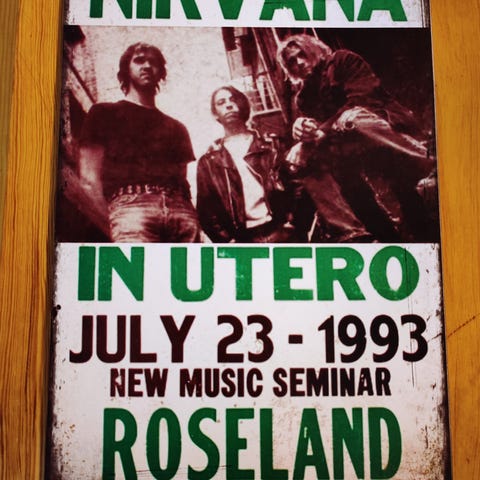 NIRVANA
IN UTERO
JULY 23 - 1993
NEW MUSIC SEMINAR
ROSELAND